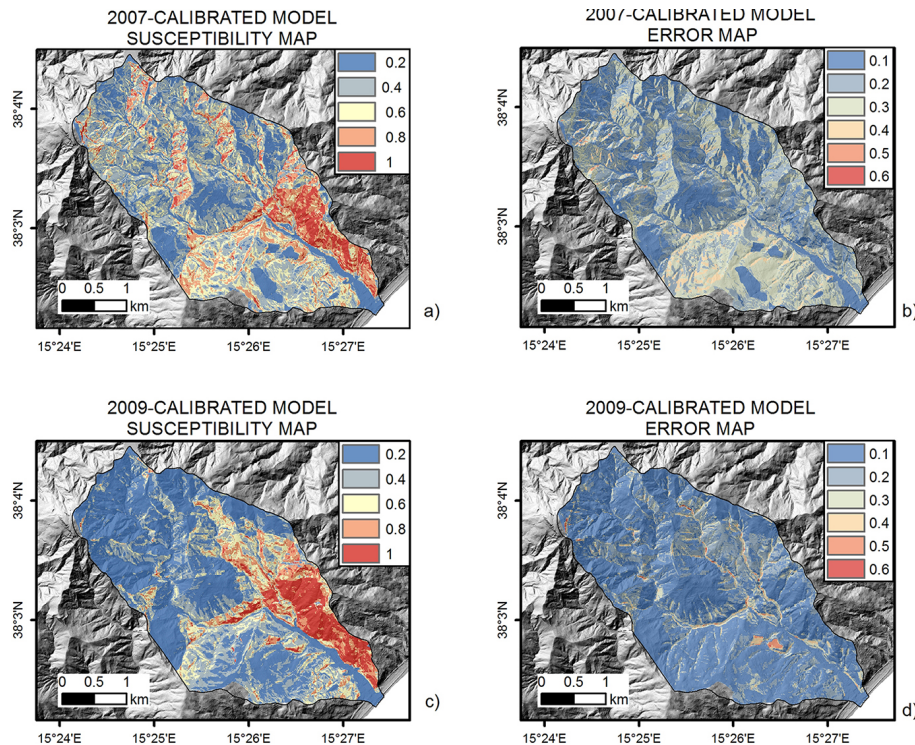 2007-CALIBRATED MODEL
SUSCEPTIBILITY MAP
0.2
0.4
0.6
0.8
1
38°4'N
38°3'N
0 0.5 1
km
a)
15°24'E 15°25'E 15°26'E 15°27'E
2007-CALIBRATED MODEL
ERROR MAP
0.1
0.2
0.3
0.4
0.5
0.6
38°4'N
38°3'N
0 0.5 1
km
b)
15°24'E 15°25'E 15°26'E 15°27'E
2009-CALIBRATED MODEL
SUSCEPTIBILITY MAP
0.2
0.4
0.6
0.8
1
38°4'N
38°3'N
0 0.5 1
km
c)
15°24'E 15°25'E 15°26'E 15°27'E
2009-CALIBRATED MODEL
ERROR MAP
0.1
0.2
0.3
0.4
0.5
0.6
38°4'N
38°3'N
0 0.5 1
km
d)
15°24'E 15°25'E 15°26'E 15°27'E